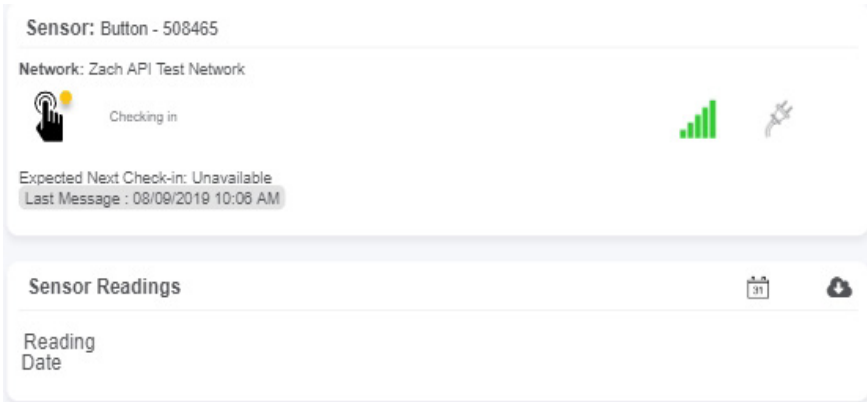 Sensor: Button - 508465
Network: Zach API Test Network
Checking in
Expected Next Check-in: Unavailable
Last Message : 08/09/2019 10:06 AM
Sensor Readings
31
Reading
Date